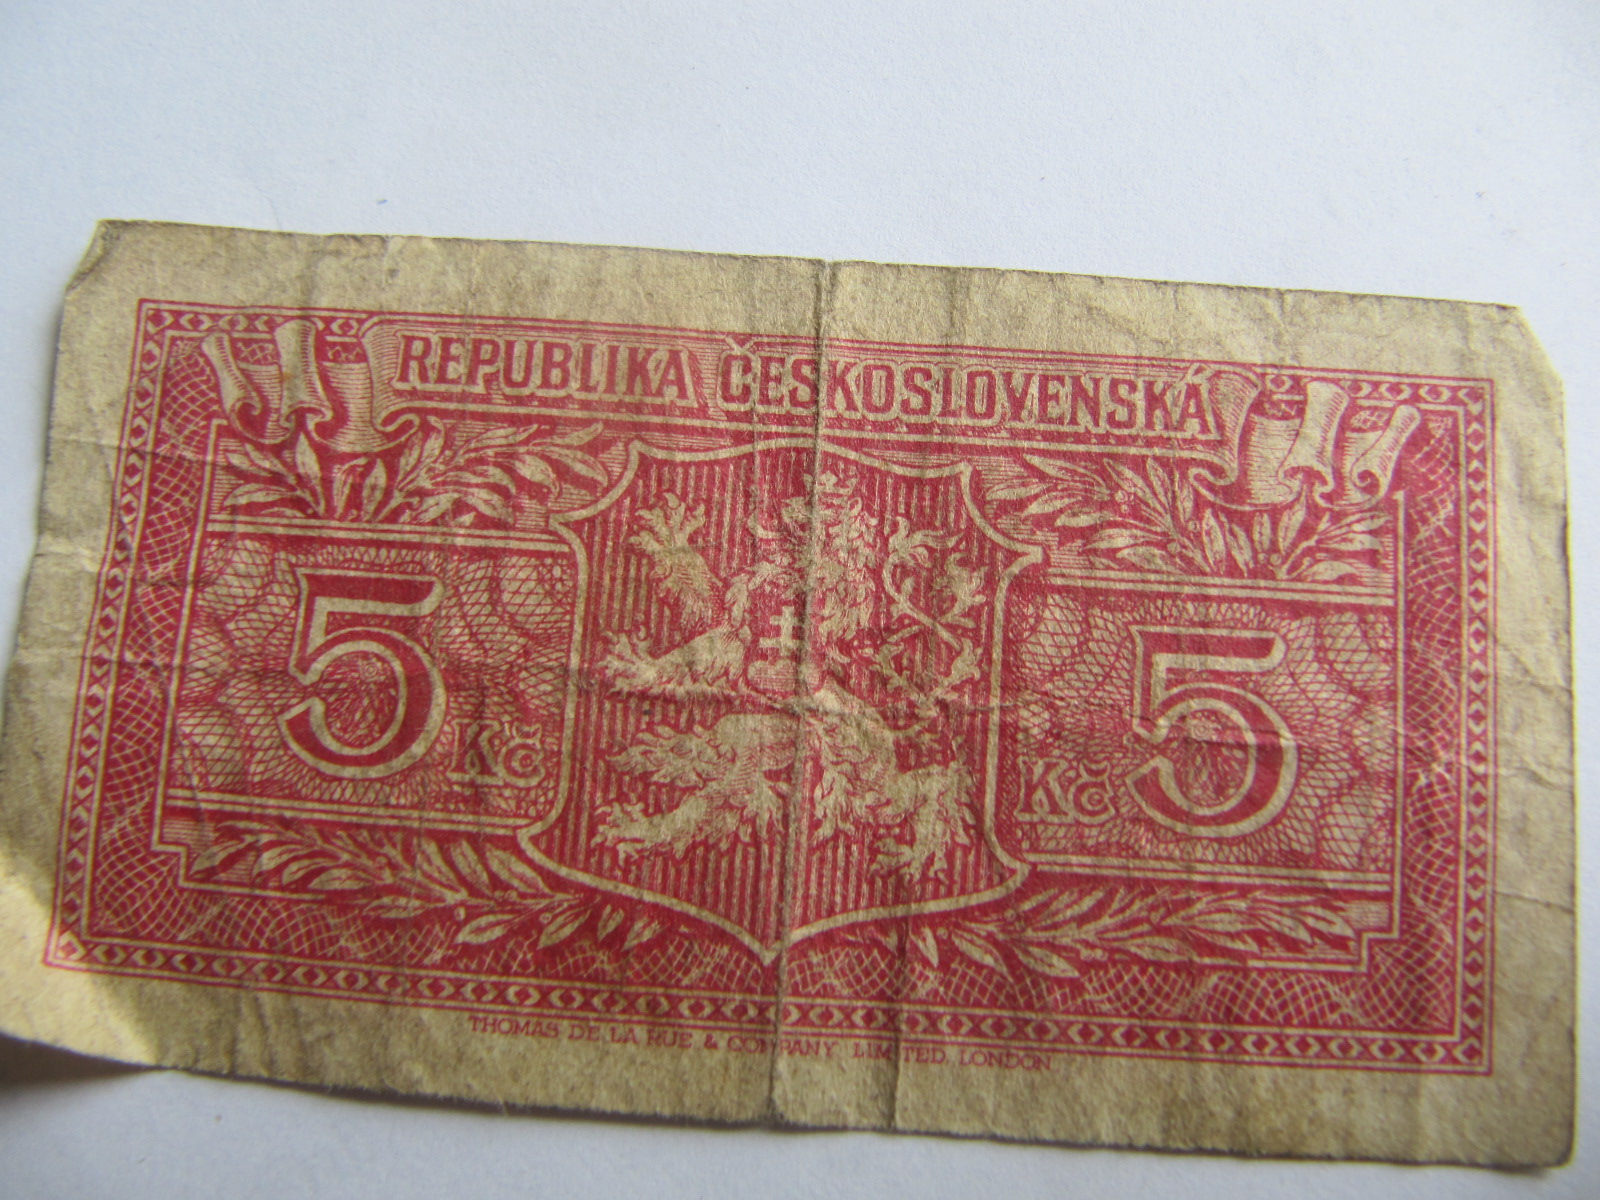 REPUBLIKA ČESKOSLOVENSKÁ
5 Kč
Kč 5
THOMAS DE LA RUE & COMPANY, LIMITED, LONDON